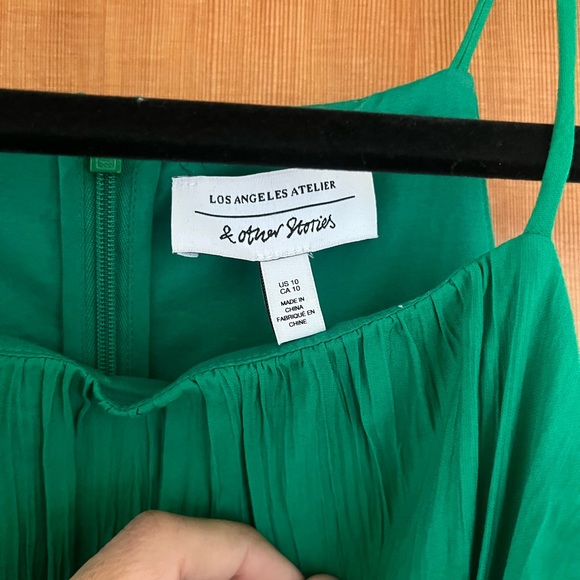 LOS ANGELES ATELIER
& other Stories
US 10
CA 10
MADE IN
CHINA
FABRIQUÉ EN
CHINE